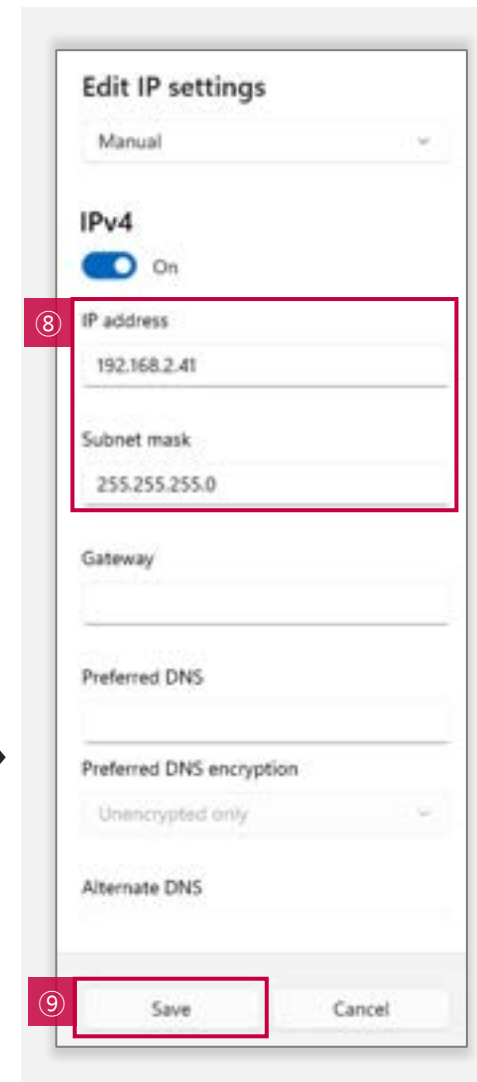 Edit IP settings
Manual
IPv4
On
⑧ IP address
192.168.2.41
Subnet mask
255.255.255.0
Gateway
Preferred DNS
Preferred DNS encryption
Unencrypted only
Alternate DNS
⑨ Save Cancel